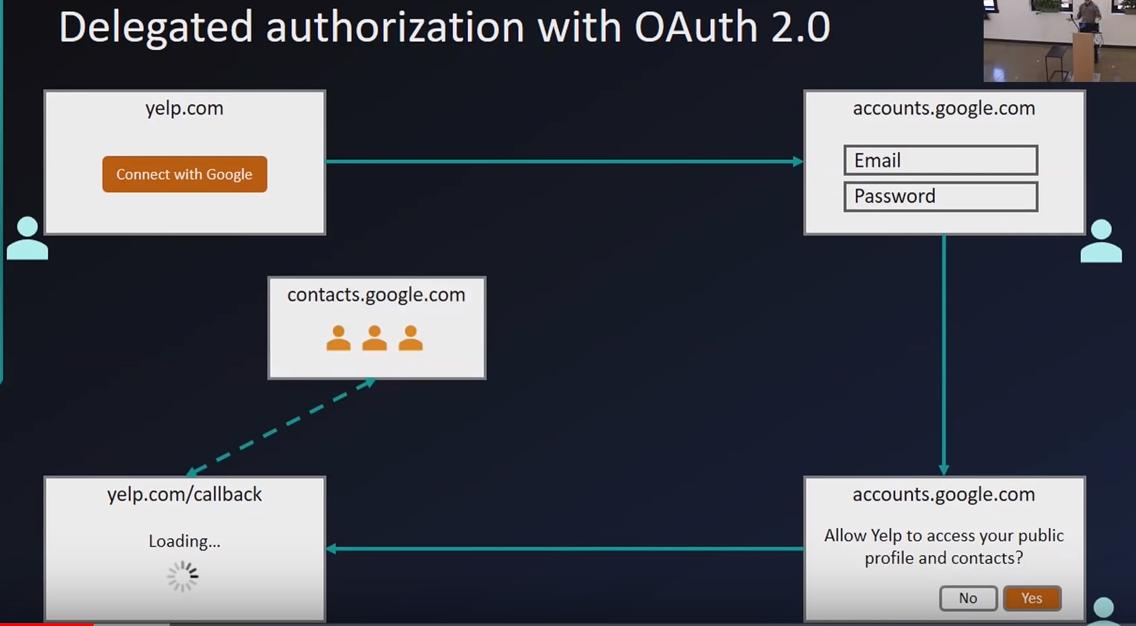 Delegated authorization with OAuth 2.0
yelp.com
Connect with Google
accounts.google.com
Email
Password
contacts.google.com
yelp.com/callback
Loading...
accounts.google.com
Allow Yelp to access your public
profile and contacts?
No
Yes